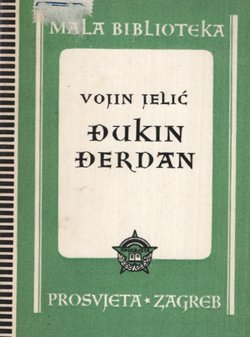 MALA BIBLIOTEKA
VOJIN JELIĆ
ĐUKIN
ĐERDAN
PROSVJETA ★ ZAGREB